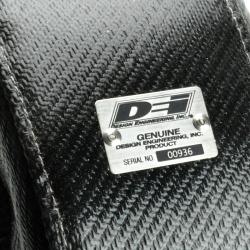 DEI
DESIGN ENGINEERING, INC.
GENUINE
DESIGN ENGINEERING, INC.
PRODUCT
SERIAL NO 00936